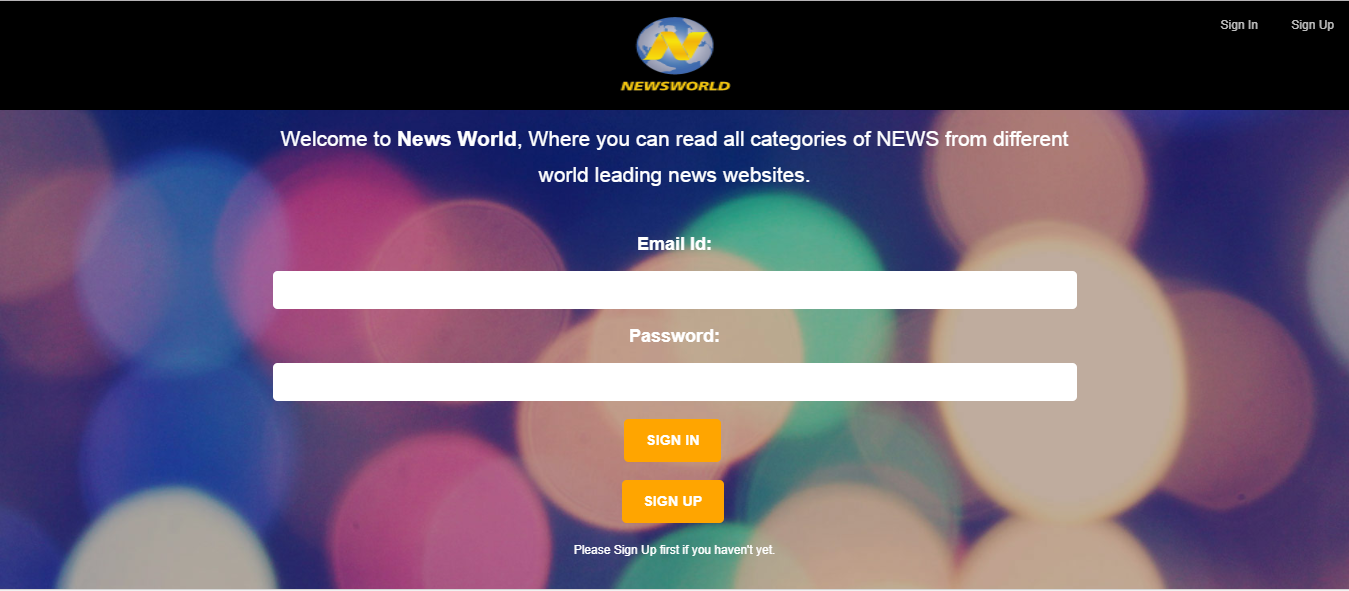 Sign In
Sign Up
N
NEWSWORLD
Welcome to News World, Where you can read all categories of NEWS from different
world leading news websites.
Email Id:
Password:
SIGN IN
SIGN UP
Please Sign Up first if you haven't yet.